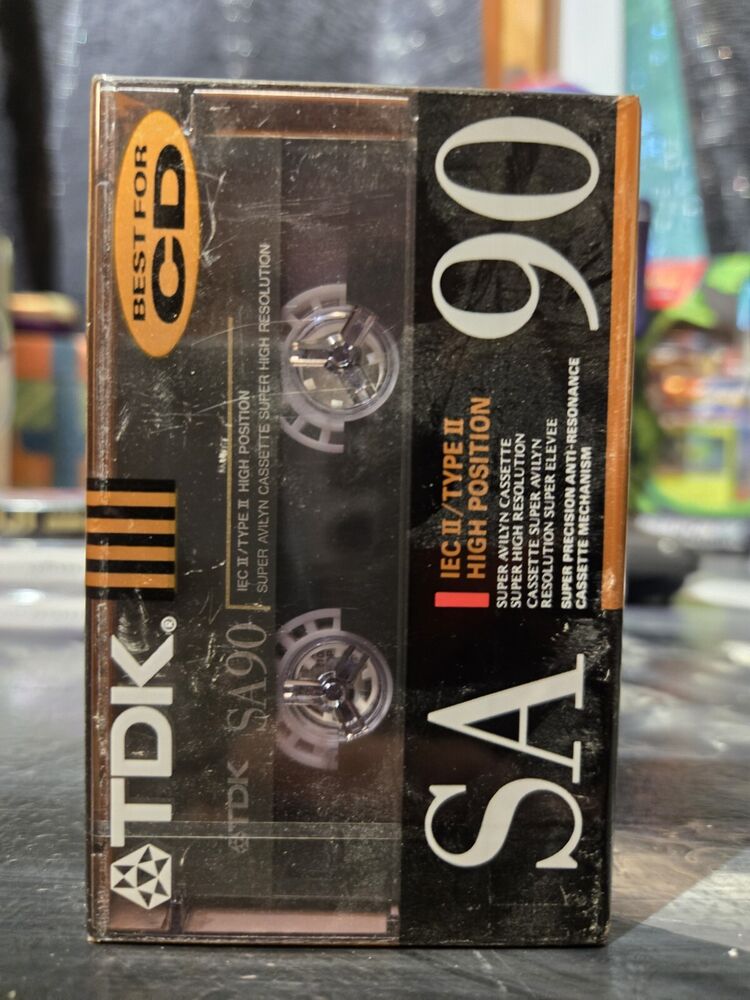 BEST FOR
CD
TDK®
TDK SA90
IEC II/TYPE II HIGH POSITION
SUPER AVILYN CASSETTE SUPER HIGH RESOLUTION
SA 90
IEC II/TYPE II
HIGH POSITION
SUPER AVILYN CASSETTE
SUPER HIGH RESOLUTION
CASSETTE SUPER AVILYN
RESOLUTION SUPER ELEVEE
SUPER PRECISION ANTI-RESONANCE
CASSETTE MECHANISM